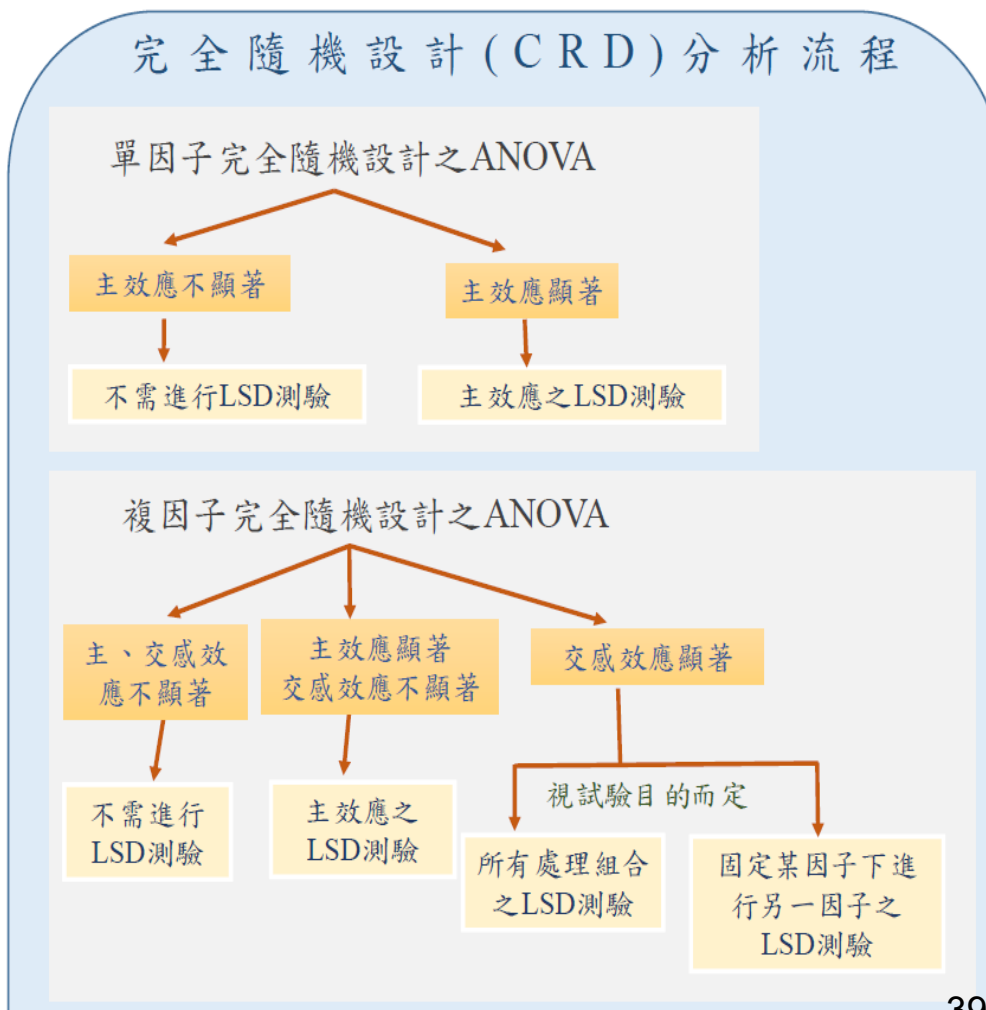 完全隨機設計(CRD)分析流程
單因子完全隨機設計之ANOVA
主效應不顯著
主效應顯著
不需進行LSD測驗
主效應之LSD測驗
複因子完全隨機設計之ANOVA
主、交感效
應不顯著
主效應顯著
交感效應不顯著
交感效應顯著
視試驗目的而定
不需進行
LSD測驗
主效應之
LSD測驗
所有處理組合
之LSD測驗
固定某因子下進
行另一因子之
LSD測驗
39